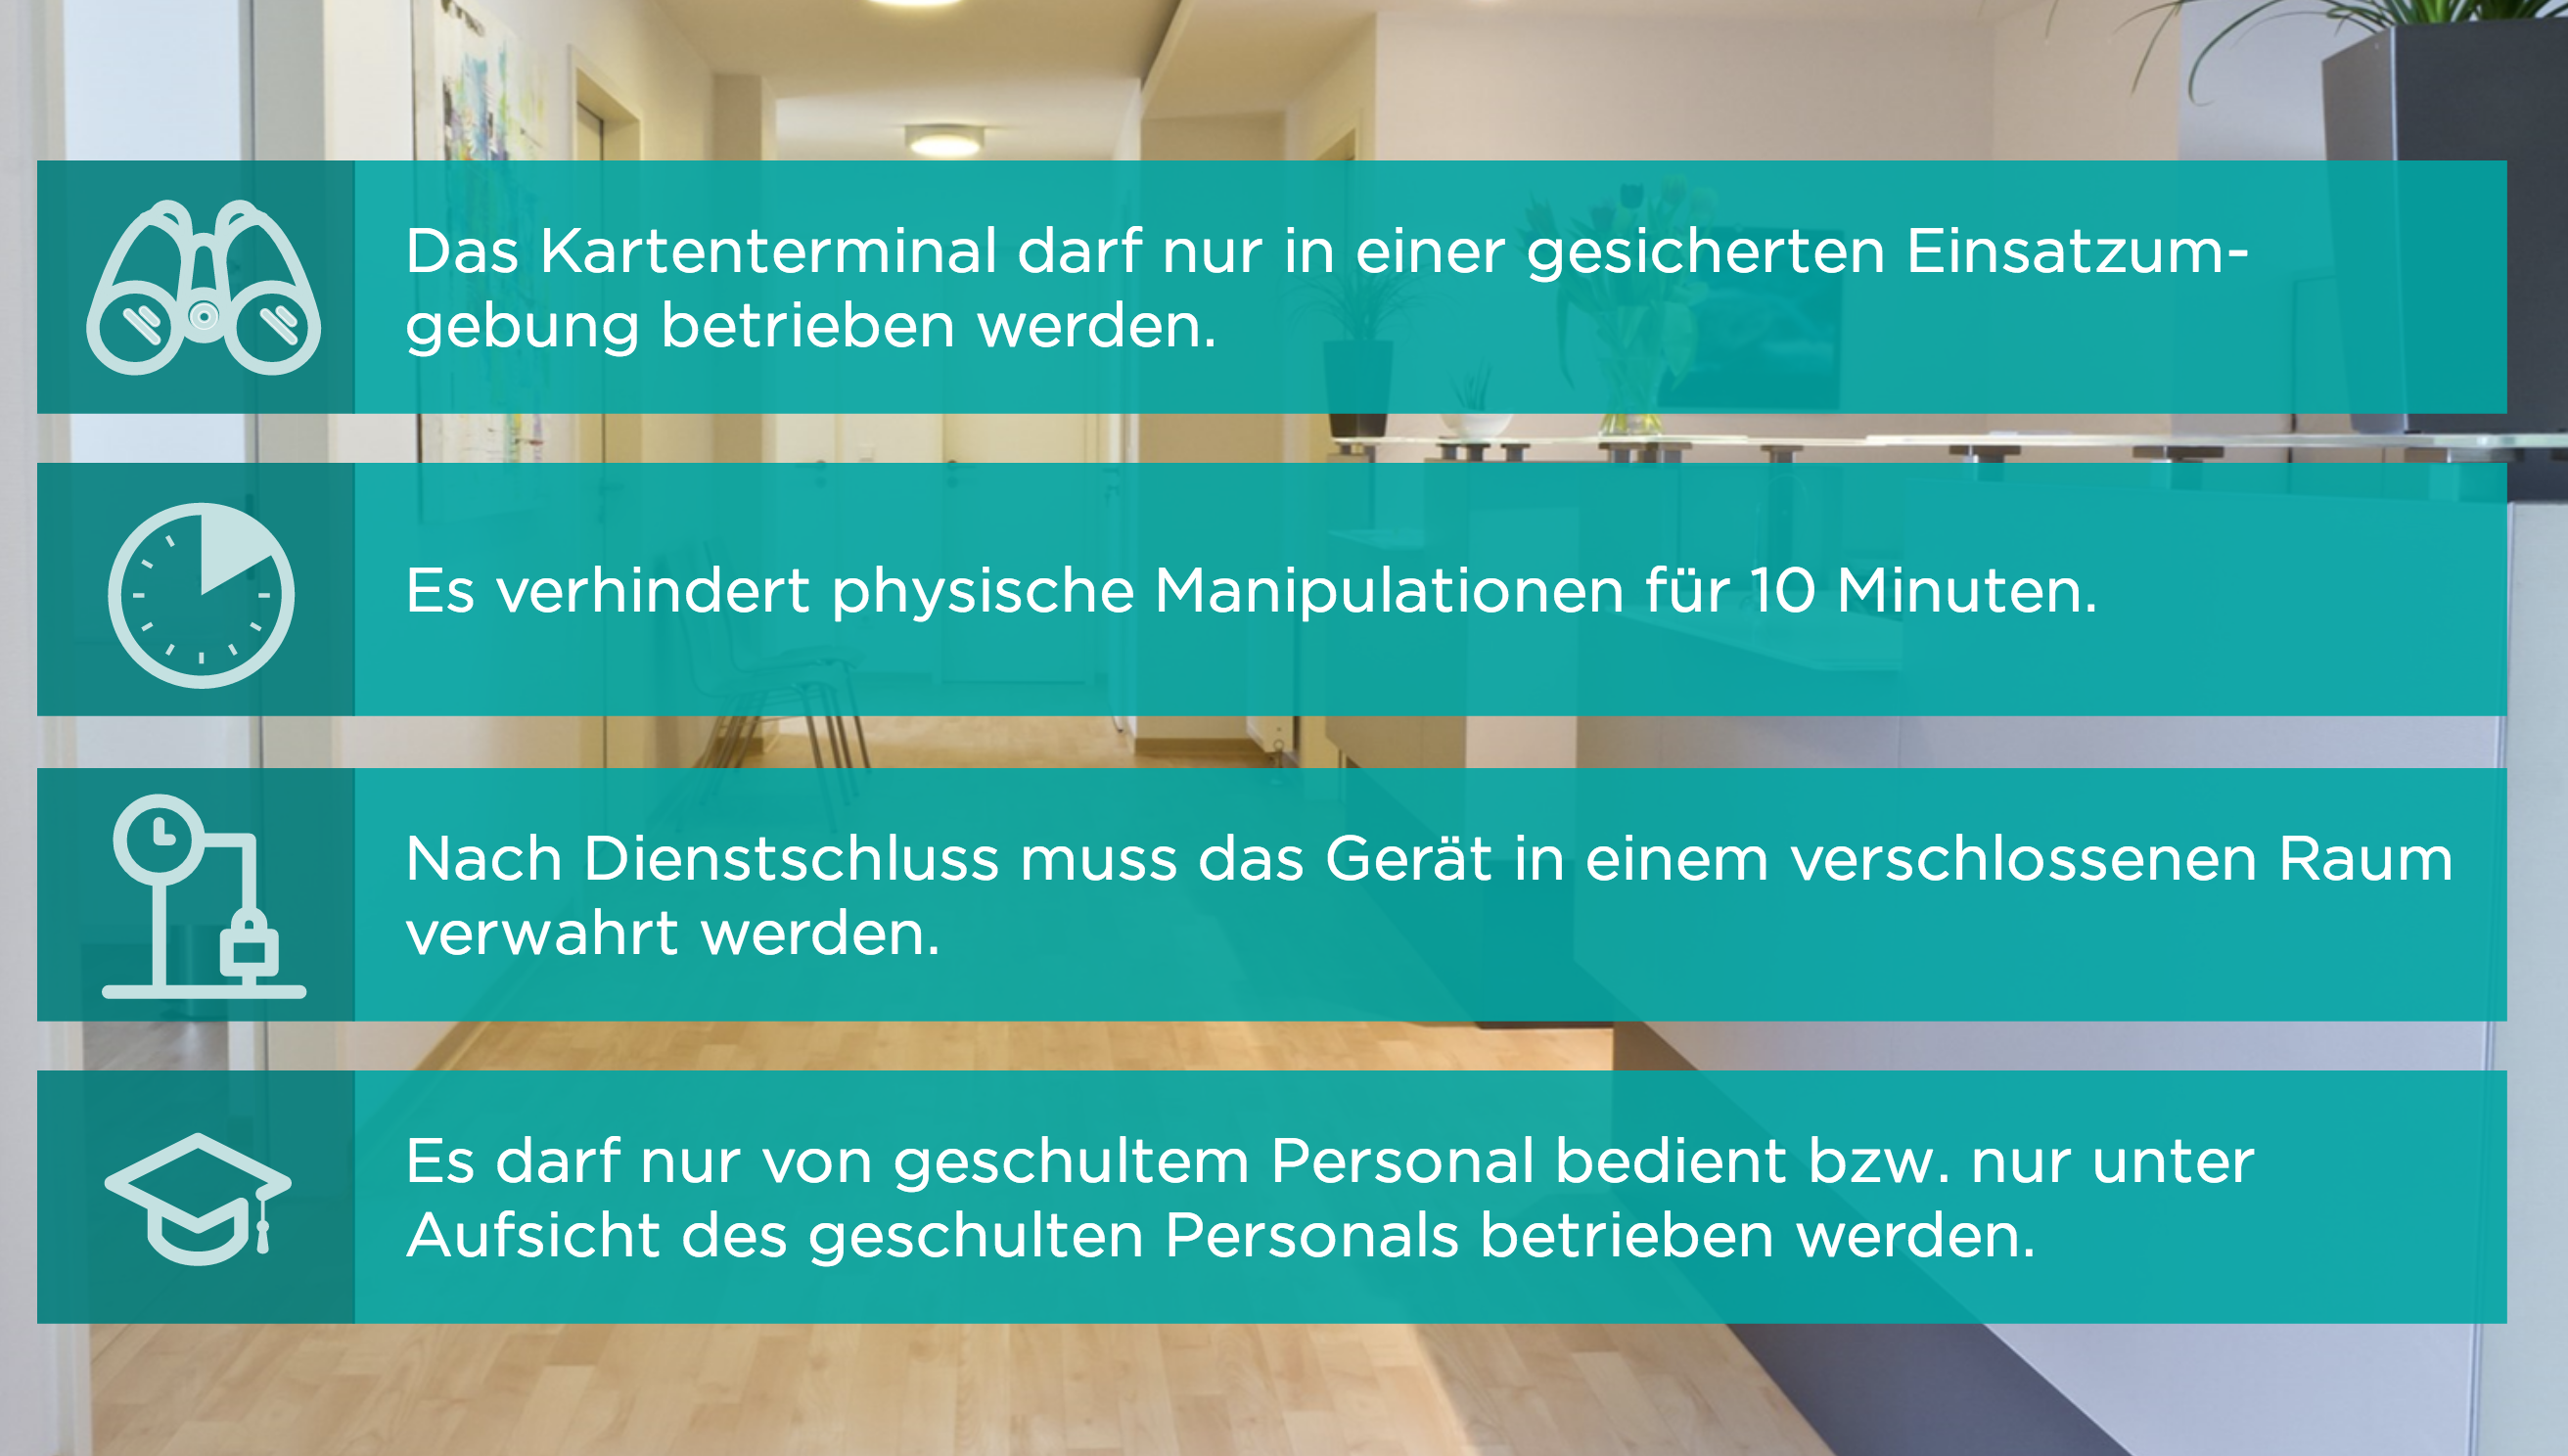 Das Kartenterminal darf nur in einer gesicherten Einsatzum-
gebung betrieben werden.
Es verhindert physische Manipulationen für 10 Minuten.
Nach Dienstschluss muss das Gerät in einem verschlossenen Raum
verwahrt werden.
Es darf nur von geschultem Personal bedient bzw. nur unter
Aufsicht des geschulten Personals betrieben werden.